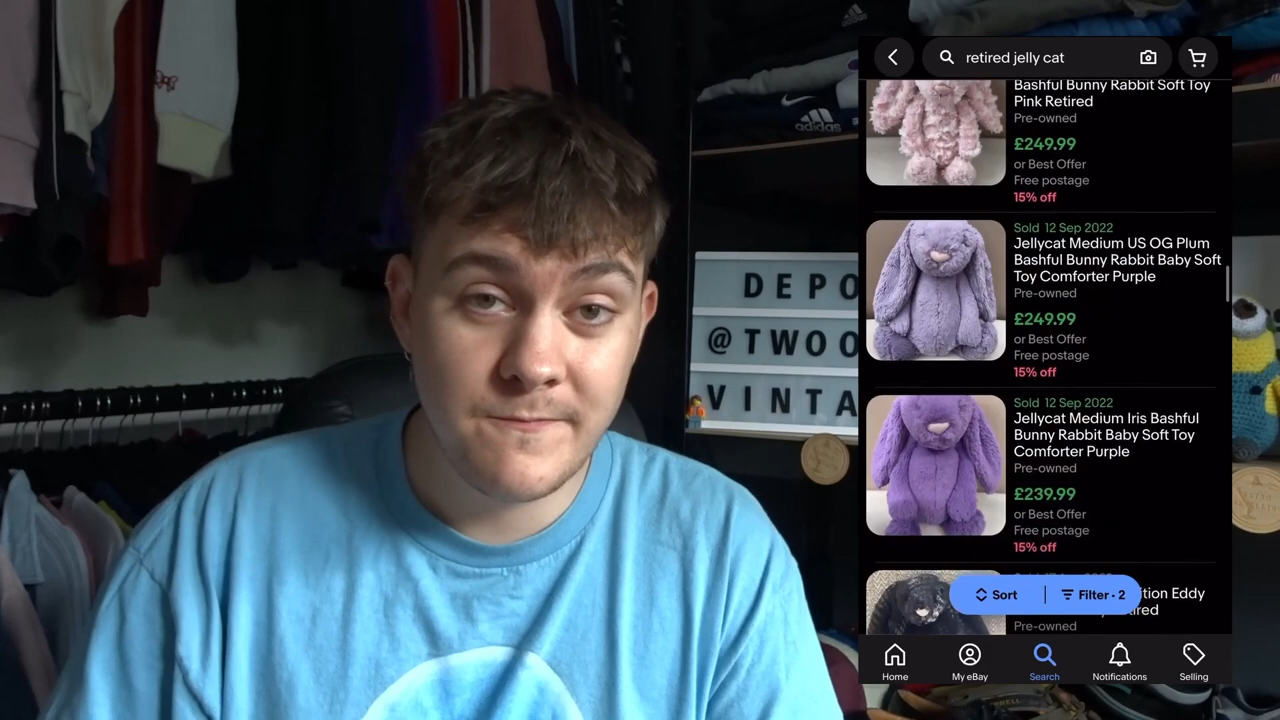 adidas
DEPO
@TWOO
VINTA
retired jelly cat
Bashful Bunny Rabbit Soft Toy
Pink Retired
Pre-owned
£249.99
or Best Offer
Free postage
15% off
Sold 12 Sep 2022
Jellycat Medium US OG Plum
Bashful Bunny Rabbit Baby Soft
Toy Comforter Purple
Pre-owned
£249.99
or Best Offer
Free postage
15% off
Sold 12 Sep 2022
Jellycat Medium Iris Bashful
Bunny Rabbit Baby Soft Toy
Comforter Purple
Pre-owned
£239.99
or Best Offer
Free postage
15% off
ition Eddy
Pre-owned
Sort
Filter · 2
Home
My eBay
Search
Notifications
Selling